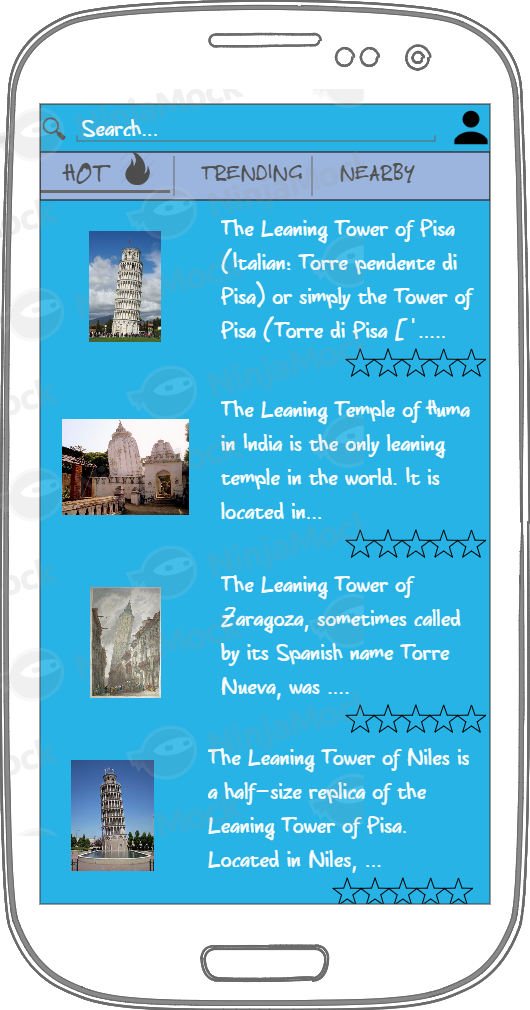 Search...
HOT TRENDING NEARBY
The Leaning Tower of Pisa
(Italian: Torre pendente di
Pisa) or simply the Tower of
Pisa (Torre di Pisa ['.....
The Leaning Temple of Huma
in India is the only leaning
temple in the world. It is
located in...
The Leaning Tower of
Zaragoza, sometimes called
by its Spanish name Torre
Nueva, was ....
The Leaning Tower of Niles is
a half-size replica of the
Leaning Tower of Pisa.
Located in Niles, ...
NinjaMock